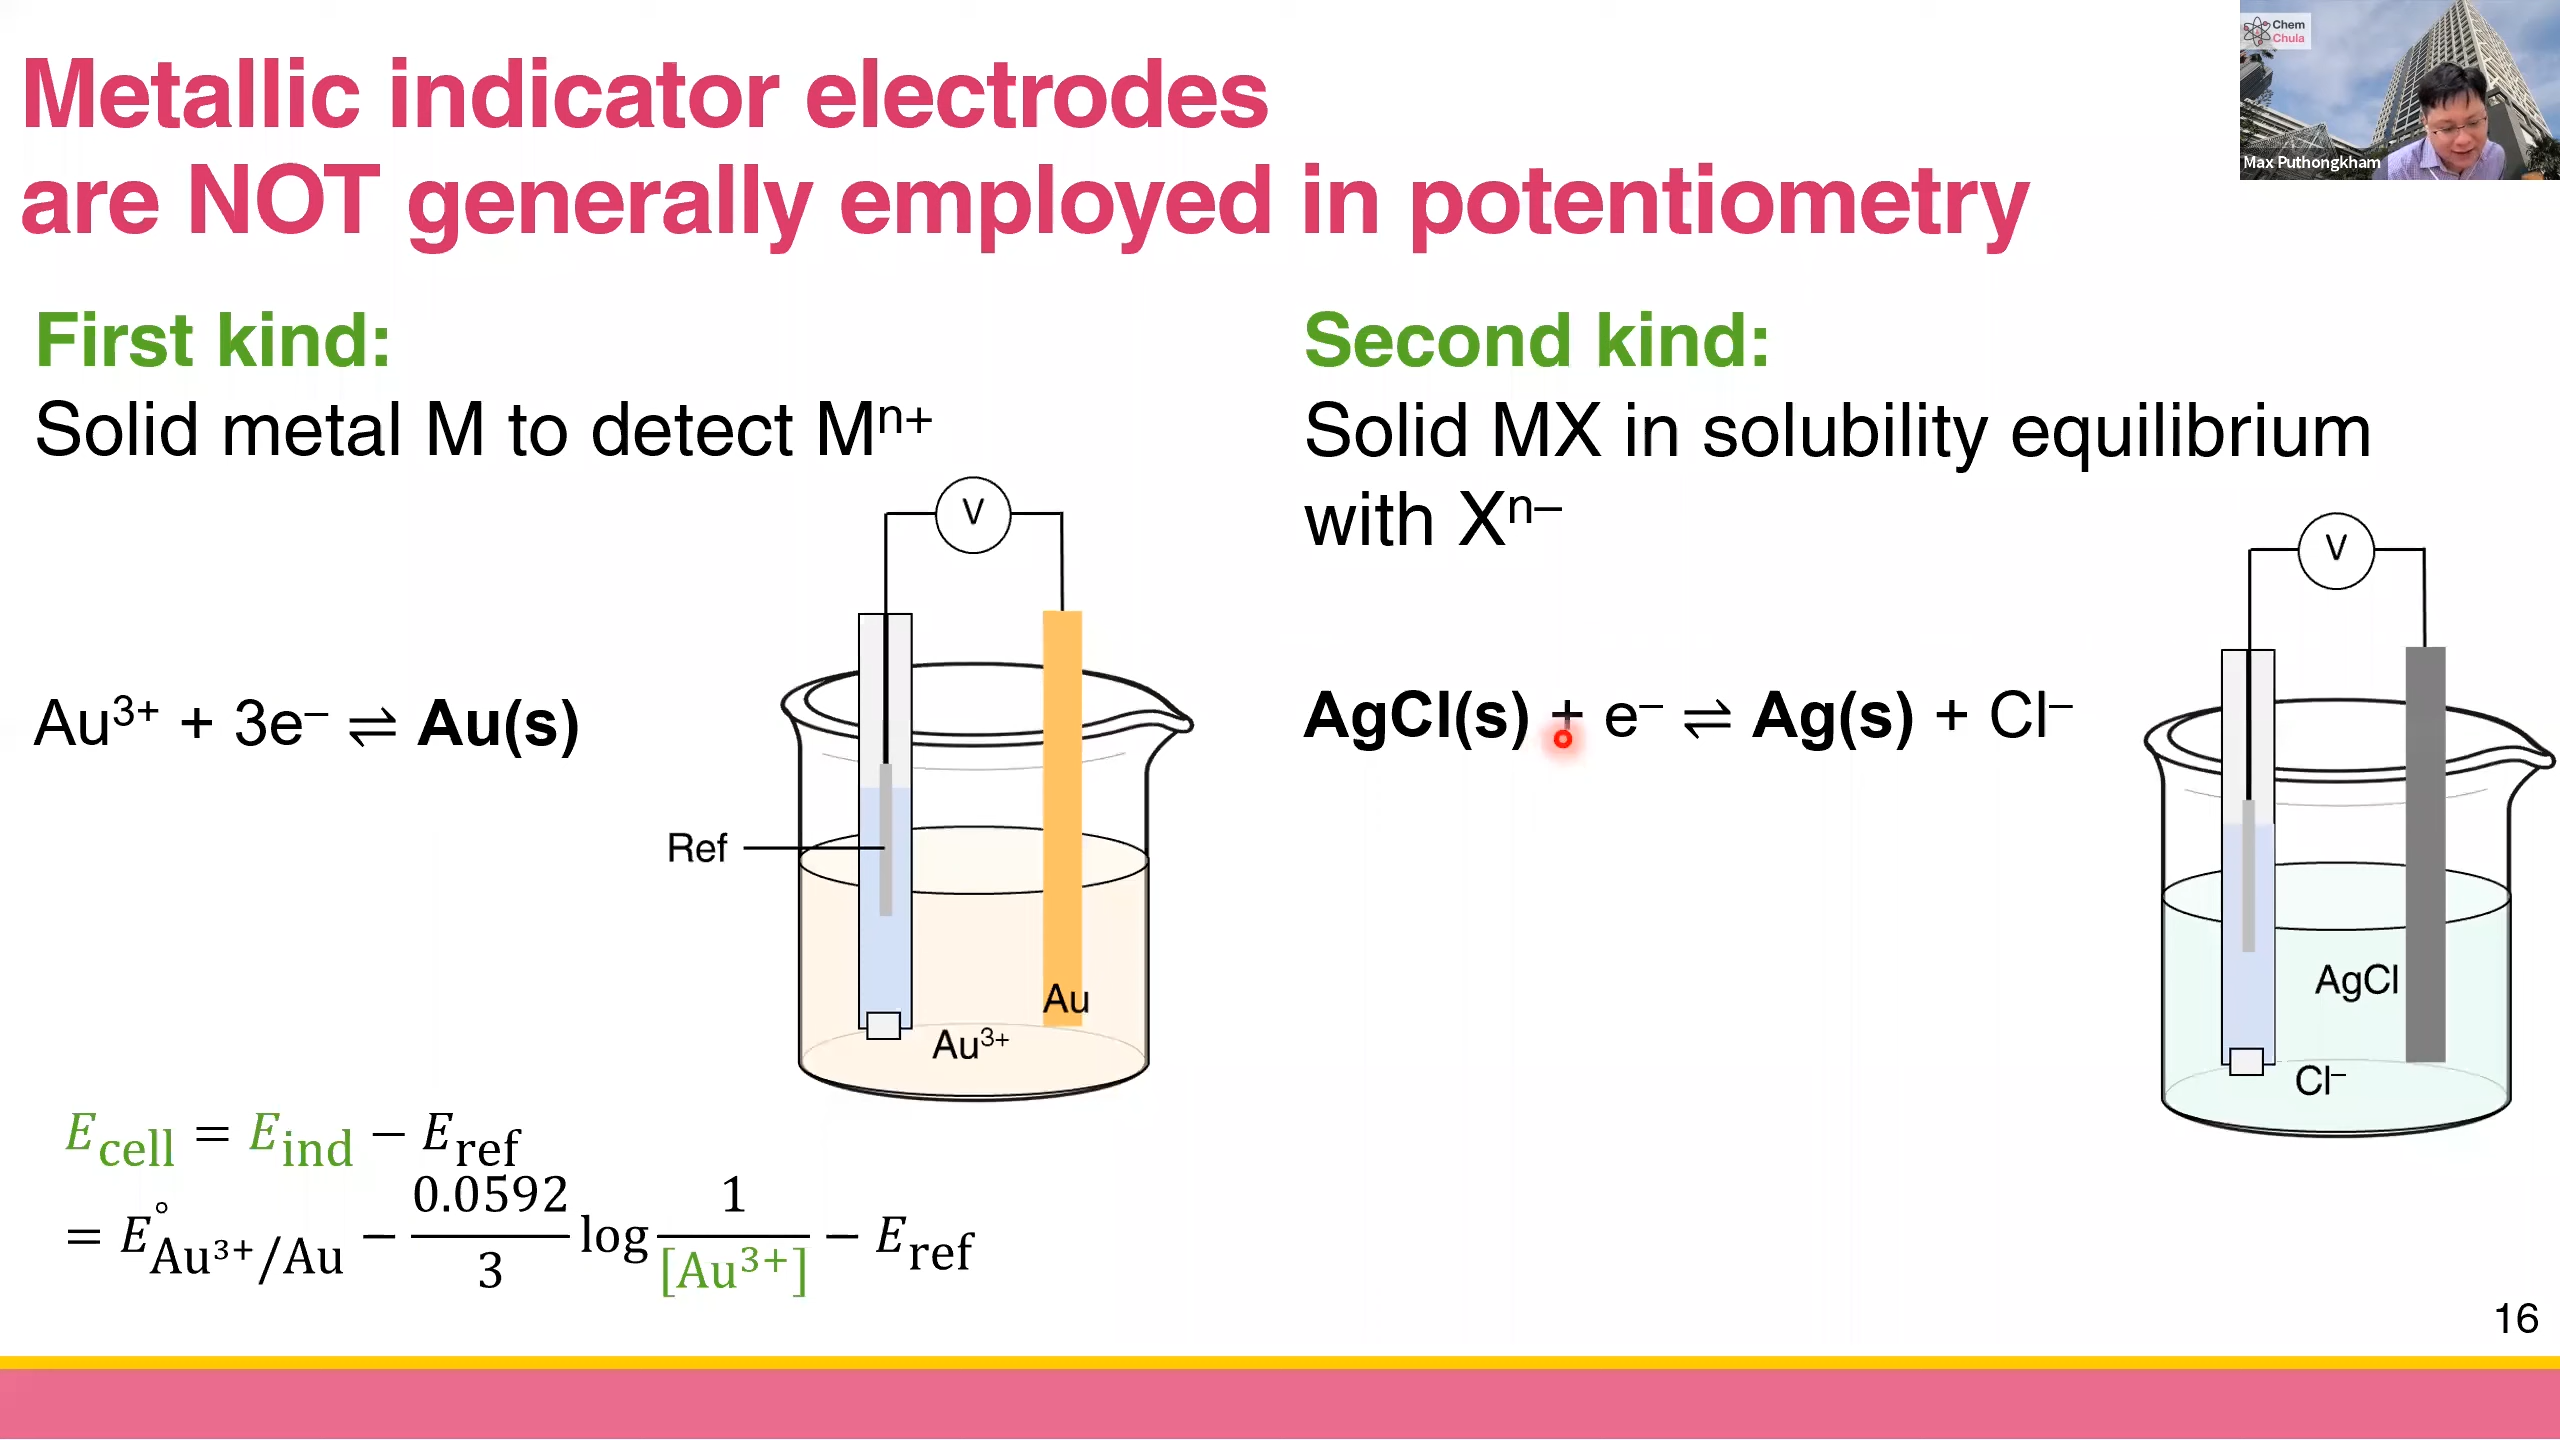 Metallic indicator electrodes
are NOT generally employed in potentiometry
Chem
Chula
Max Puthongkham
First kind:
Solid metal M to detect Mⁿ⁺
V
Au³⁺ + 3e⁻ ⇌ Au(s)
Ref
Au
Au³⁺
E_cell = E_ind − E_ref
= E°_Au³⁺/Au − 0.0592/3 log 1/[Au³⁺] − E_ref
Second kind:
Solid MX in solubility equilibrium
with Xⁿ⁻
V
AgCl(s) + e⁻ ⇌ Ag(s) + Cl⁻
AgCl
Cl⁻
16